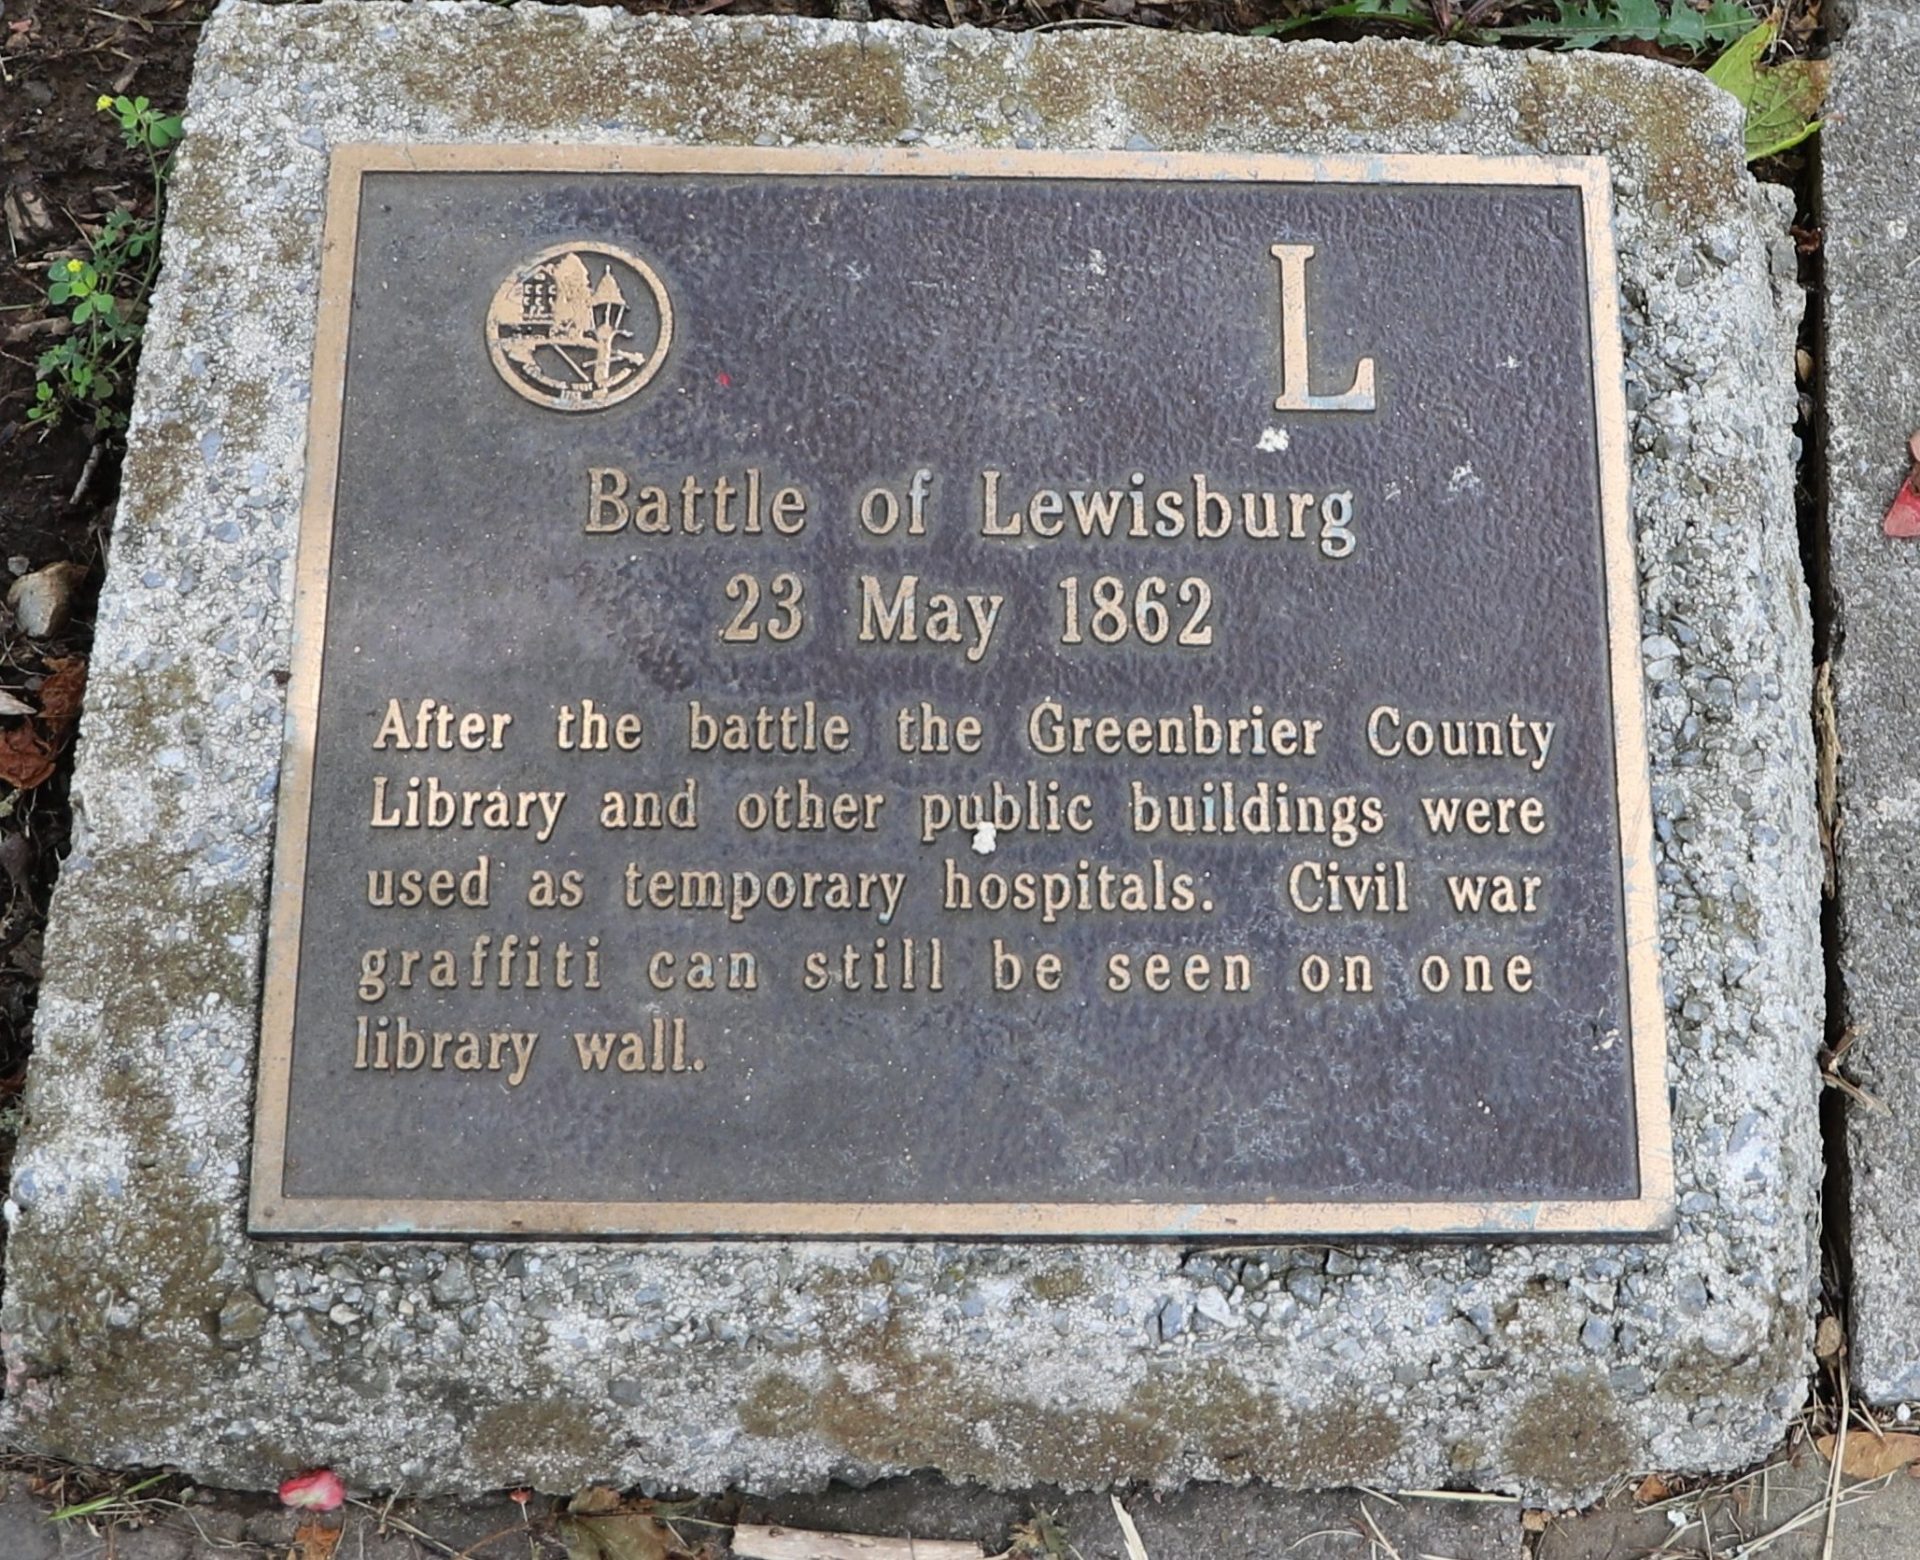 L
Battle of Lewisburg
23 May 1862
After the battle the Greenbrier County
Library and other public buildings were
used as temporary hospitals. Civil war
graffiti can still be seen on one
library wall.